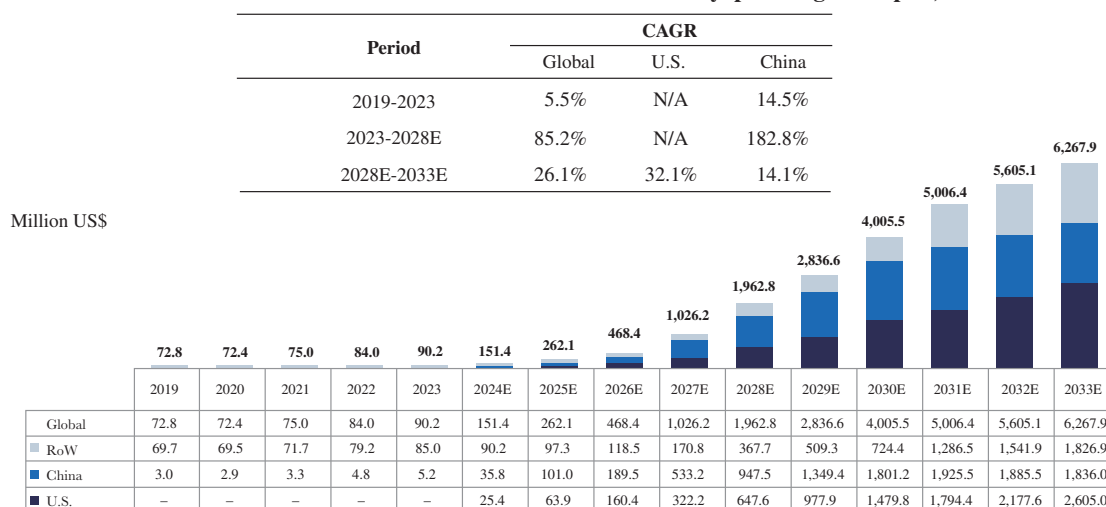 CAGR
Period
Global U.S. China
2019-2023 5.5% N/A 14.5%
2023-2028E 85.2% N/A 182.8%
2028E-2033E 26.1% 32.1% 14.1%
Million US$
72.8 72.4 75.0 84.0 90.2 151.4 262.1 468.4 1,026.2 1,962.8 2,836.6 4,005.5 5,006.4 5,605.1 6,267.9
2019 2020 2021 2022 2023 2024E 2025E 2026E 2027E 2028E 2029E 2030E 2031E 2032E 2033E
Global 72.8 72.4 75.0 84.0 90.2 151.4 262.1 468.4 1,026.2 1,962.8 2,836.6 4,005.5 5,006.4 5,605.1 6,267.9
RoW 69.7 69.5 71.7 79.2 85.0 90.2 97.3 118.5 170.8 367.7 509.3 724.4 1,286.5 1,541.9 1,826.9
China 3.0 2.9 3.3 4.8 5.2 35.8 101.0 189.5 533.2 947.5 1,349.4 1,801.2 1,925.5 1,885.5 1,836.0
U.S. – – – – – 25.4 63.9 160.4 322.2 647.6 977.9 1,479.8 1,794.4 2,177.6 2,605.0